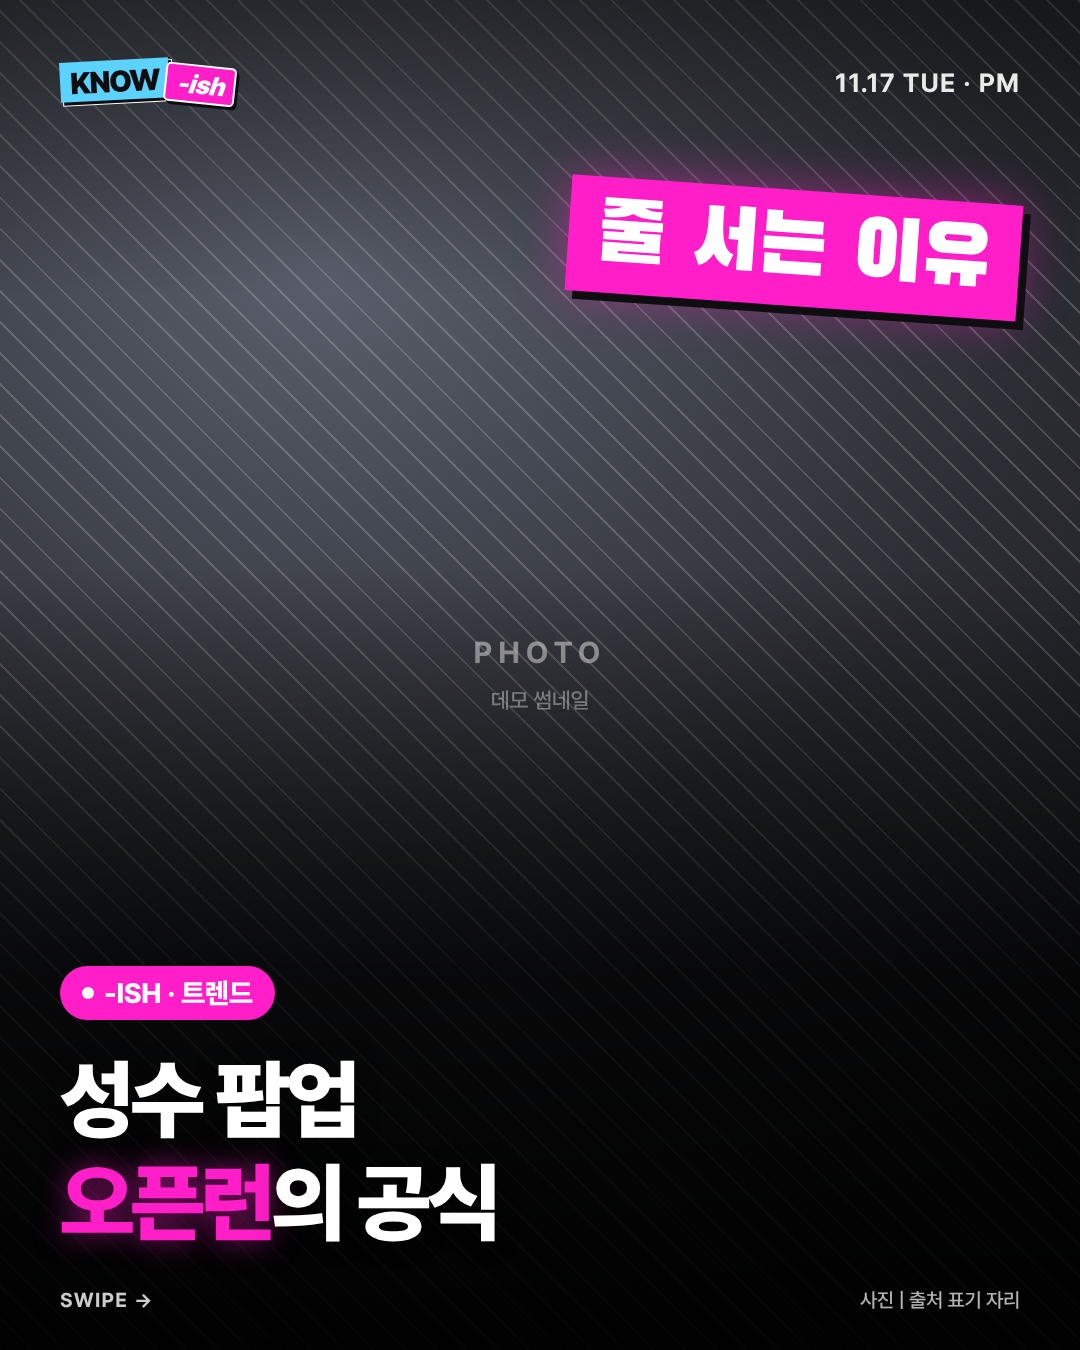 KNOW -ish
11.17 TUE · PM
줄 서는 이유
PHOTO
데모 썸네일
-ISH · 트렌드
성수 팝업
오픈런의 공식
SWIPE →
사진 | 출처 표기 자리